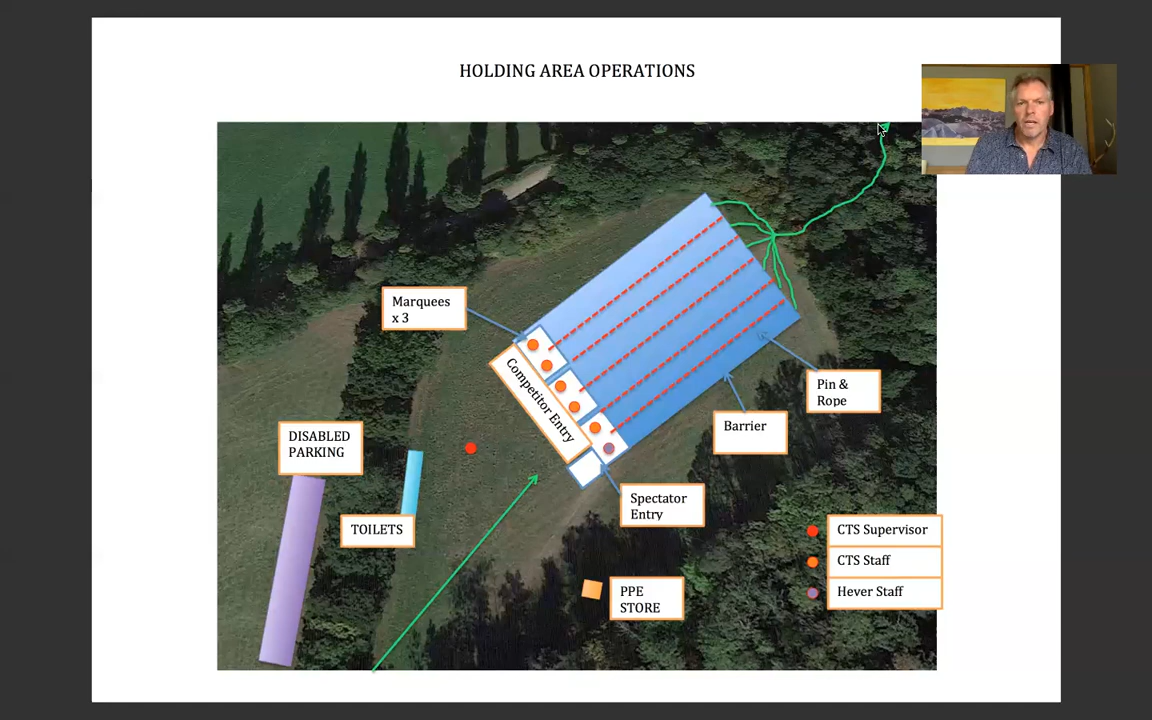 HOLDING AREA OPERATIONS
Marquees
x 3
Competitor Entry
Pin &
Rope
Barrier
DISABLED
PARKING
TOILETS
Spectator
Entry
CTS Supervisor
CTS Staff
Hever Staff
PPE
STORE